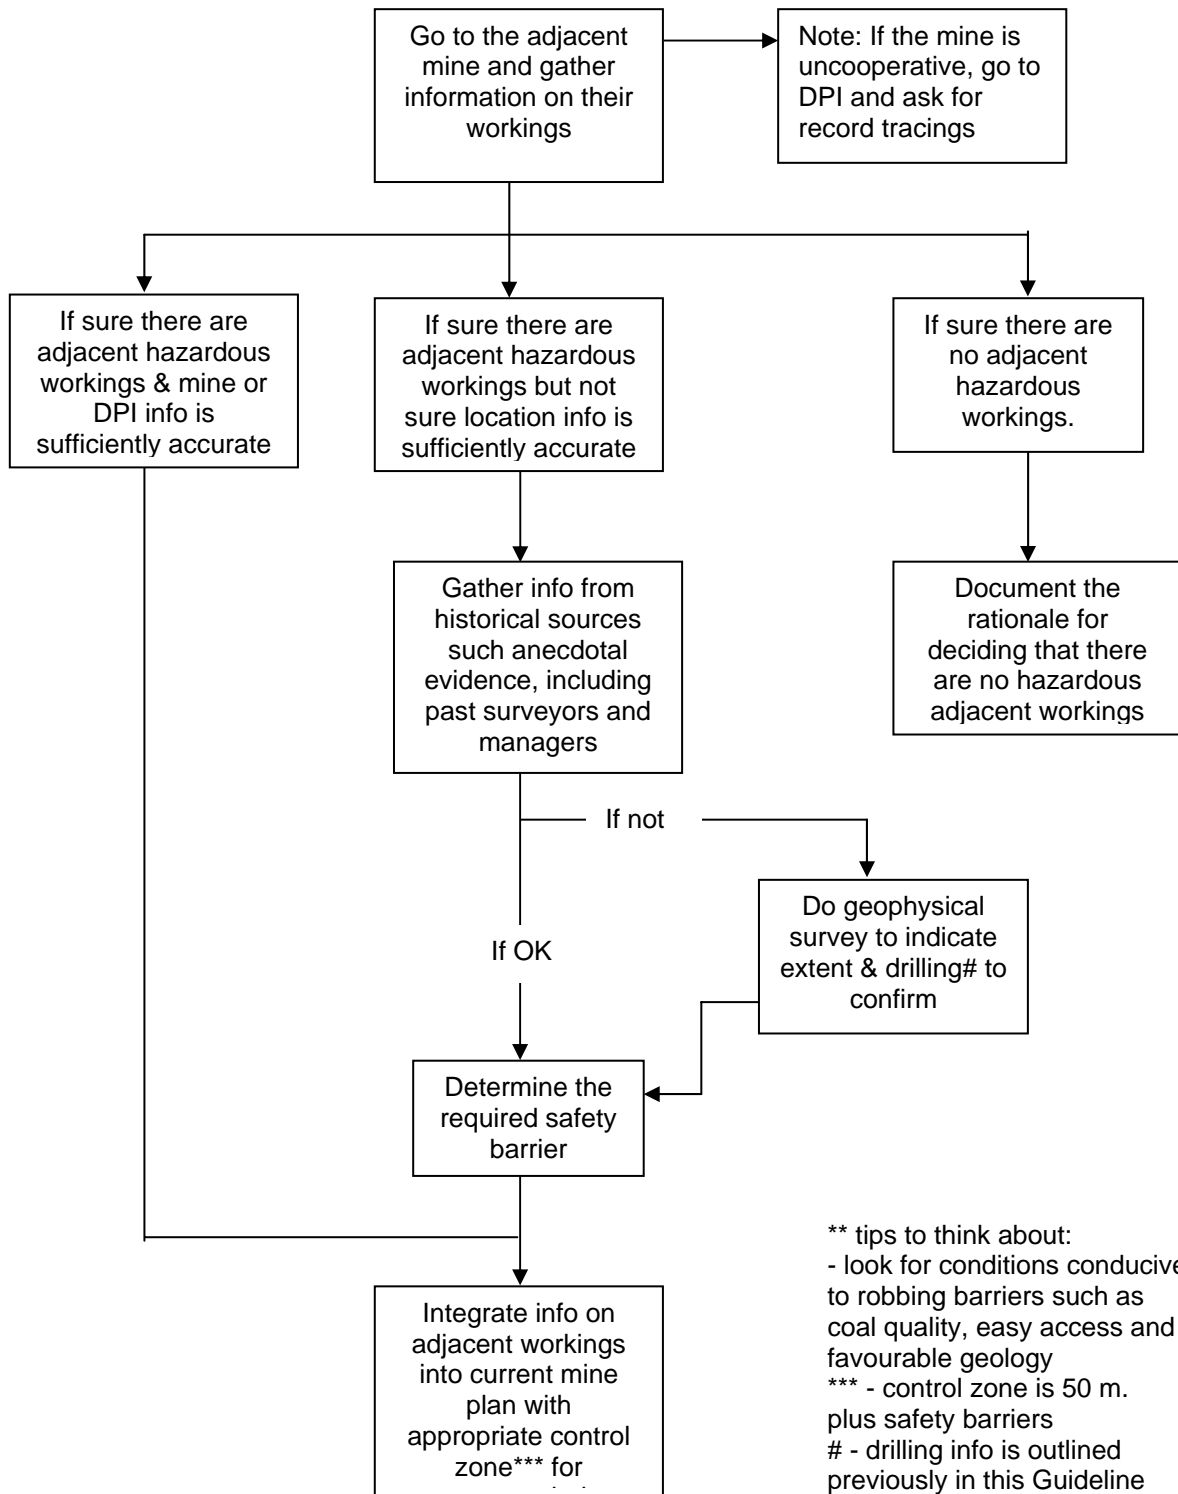 Go to the adjacent
mine and gather
information on their
workings
Note: If the mine is
uncooperative, go to
DPI and ask for
record tracings
If sure there are
adjacent hazardous
workings & mine or
DPI info is
sufficiently accurate
If sure there are
adjacent hazardous
workings but not
sure location info is
sufficiently accurate
If sure there are
no adjacent
hazardous
workings.
Gather info from
historical sources
such anecdotal
evidence, including
past surveyors and
managers
Document the
rationale for
deciding that there
are no hazardous
adjacent workings
If not
If OK
Do geophysical
survey to indicate
extent & drilling# to
confirm
Determine the
required safety
barrier
Integrate info on
adjacent workings
into current mine
plan with
appropriate control
zone*** for
** tips to think about:
- look for conditions conducive
to robbing barriers such as
coal quality, easy access and
favourable geology
*** - control zone is 50 m.
plus safety barriers
# - drilling info is outlined
previously in this Guideline